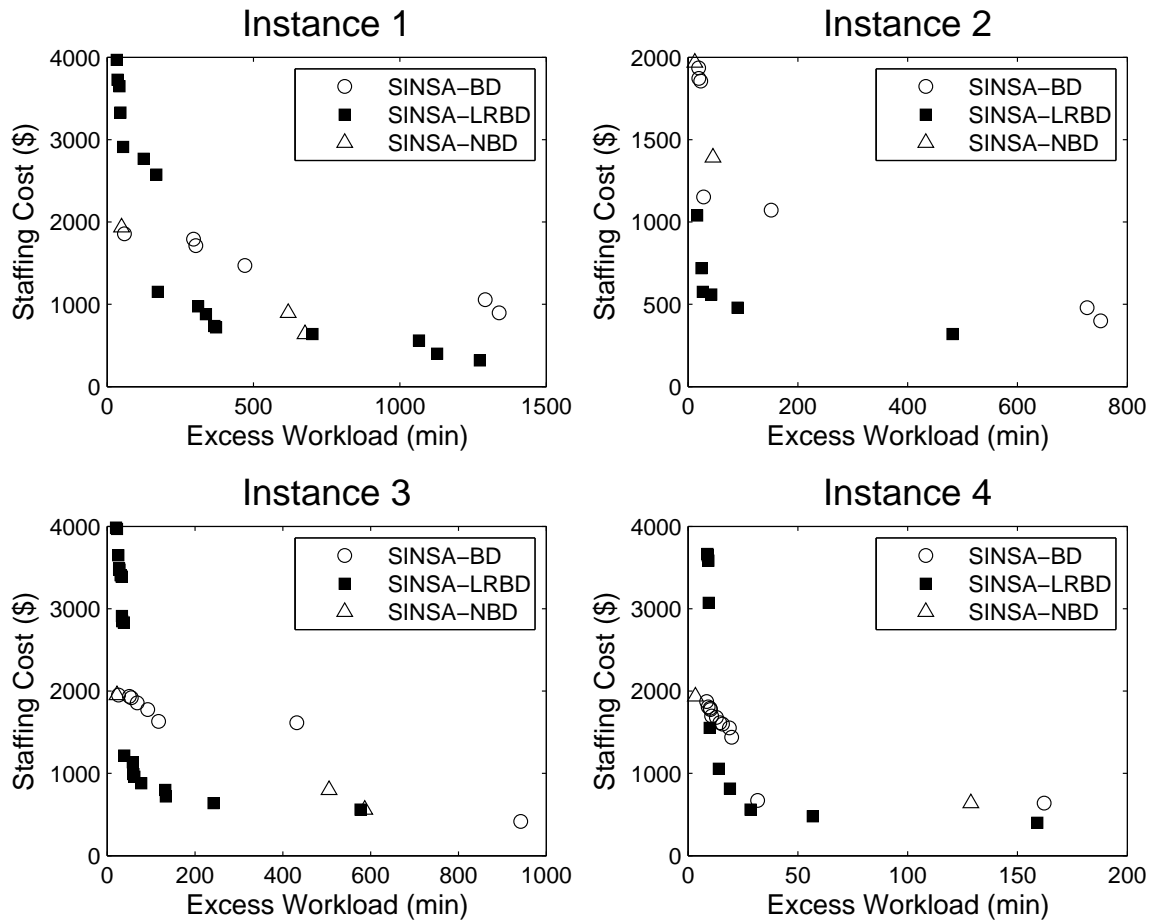 Instance 1
4000
3000
2000
1000
0
Staffing Cost ($)
SINSA−BD
SINSA−LRBD
SINSA−NBD
0 500 1000 1500
Excess Workload (min)
Instance 2
2000
1500
1000
500
0
Staffing Cost ($)
SINSA−BD
SINSA−LRBD
SINSA−NBD
0 200 400 600 800
Excess Workload (min)
Instance 3
4000
3000
2000
1000
0
Staffing Cost ($)
SINSA−BD
SINSA−LRBD
SINSA−NBD
0 200 400 600 800 1000
Excess Workload (min)
Instance 4
4000
3000
2000
1000
0
Staffing Cost ($)
SINSA−BD
SINSA−LRBD
SINSA−NBD
0 50 100 150 200
Excess Workload (min)